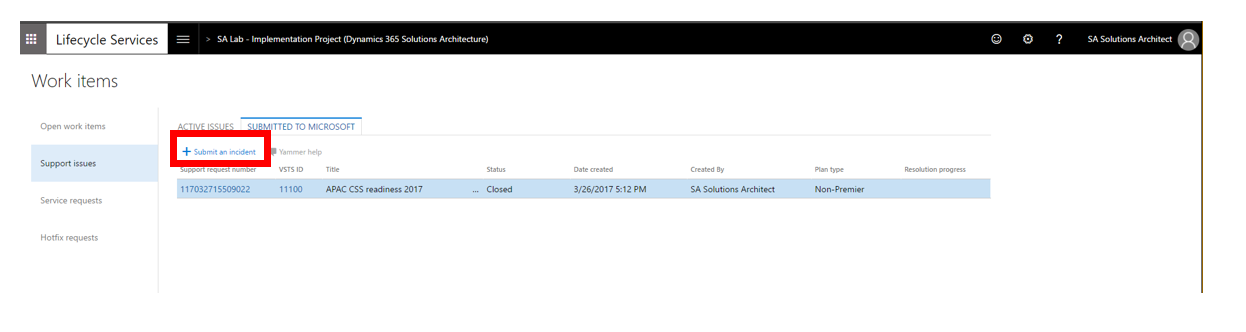 Lifecycle Services > SA Lab - Implementation Project (Dynamics 365 Solutions Architecture) ? SA Solutions Architect
Work items
Open work items
Support issues
Service requests
Hotfix requests
ACTIVE ISSUES SUBMITTED TO MICROSOFT
+ Submit an incident Yammer help
Support request number VSTS ID Title Status Date created Created By Plan type Resolution progress
117032715509022 11100 APAC CSS readiness 2017 ... Closed 3/26/2017 5:12 PM SA Solutions Architect Non-Premier